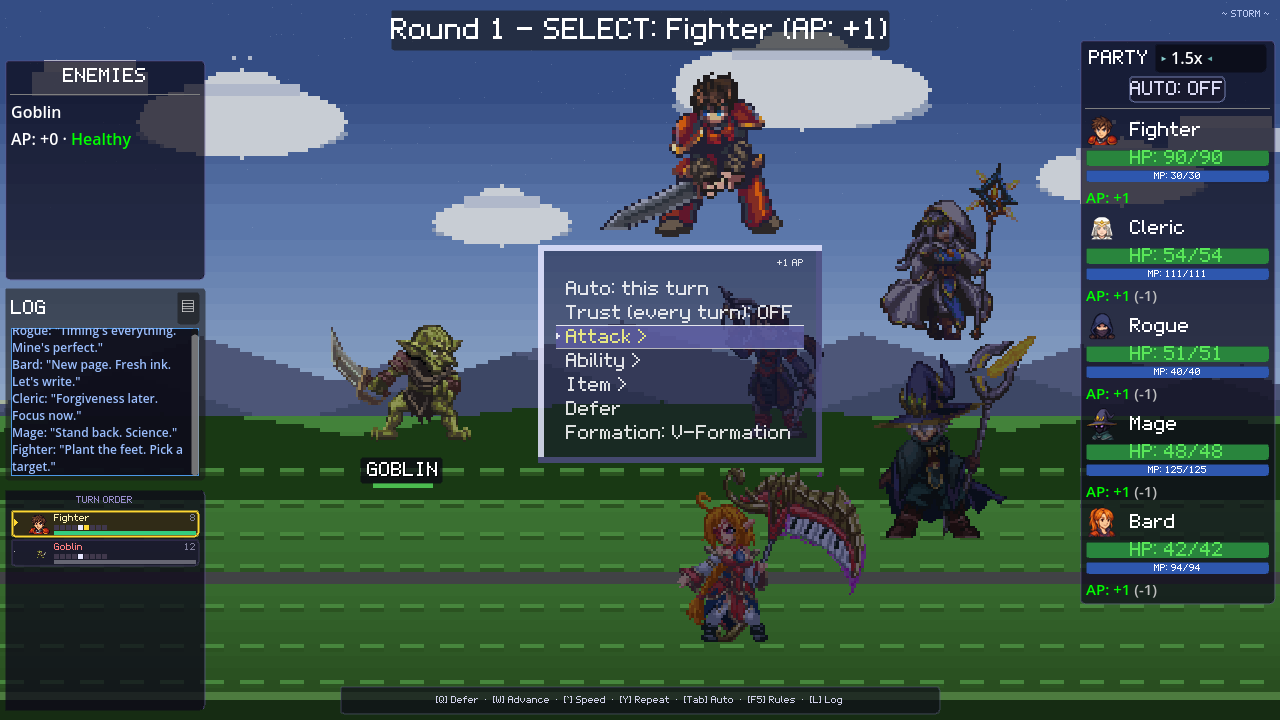 Round 1 – SELECT: Fighter (AP: +1)
~ STORM ~
ENEMIES
Goblin
AP: +0 · Healthy
LOG
Rogue: "Timing's everything.
Mine's perfect."
Bard: "New page. Fresh ink.
Let's write."
Cleric: "Forgiveness later.
Focus now."
Mage: "Stand back. Science."
Fighter: "Plant the feet. Pick a
target."
TURN ORDER
Fighter 8
Goblin 12
GOBLIN
+1 AP
Auto: this turn
Trust (every turn): OFF
Attack >
Ability >
Item >
Defer
Formation: V-Formation
PARTY
1.5x
AUTO: OFF
Fighter
HP: 90/90
MP: 30/30
AP: +1
Cleric
HP: 54/54
MP: 111/111
AP: +1 (-1)
Rogue
HP: 51/51
MP: 40/40
AP: +1 (-1)
Mage
HP: 48/48
MP: 125/125
AP: +1 (-1)
Bard
HP: 42/42
MP: 94/94
AP: +1 (-1)
[Q] Defer · [W] Advance · [`] Speed · [Y] Repeat · [Tab] Auto · [F5] Rules · [L] Log